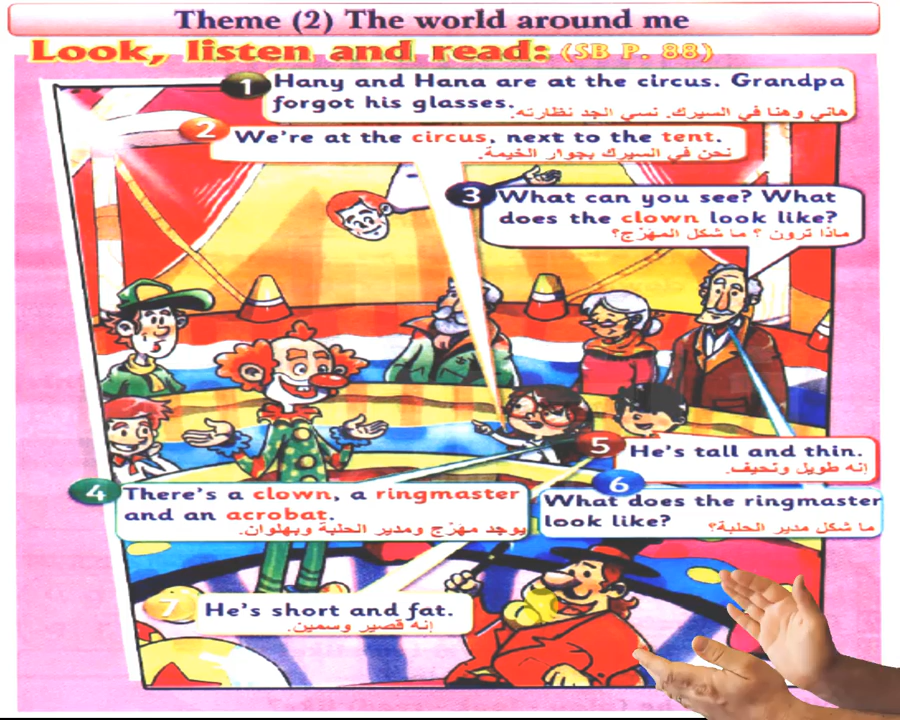 Theme (2) The world around me
Look, listen and read: (SB P. 88)
1 Hany and Hana are at the circus. Grandpa
forgot his glasses.
هاني وهنا في السيرك. نسي الجد نظارته.
2 We're at the circus, next to the tent.
نحن في السيرك بجوار الخيمة.
3 What can you see? What
does the clown look like?
ماذا ترون ؟ ما شكل المهَرّج؟
5 He's tall and thin.
إنه طويل ونحيف.
4 There's a clown, a ringmaster
and an acrobat.
يوجد مهَرّج ومدير الحلبة وبهلوان.
6 What does the ringmaster
look like?
ما شكل مدير الحلبة؟
7 He's short and fat.
إنه قصير وسمين.